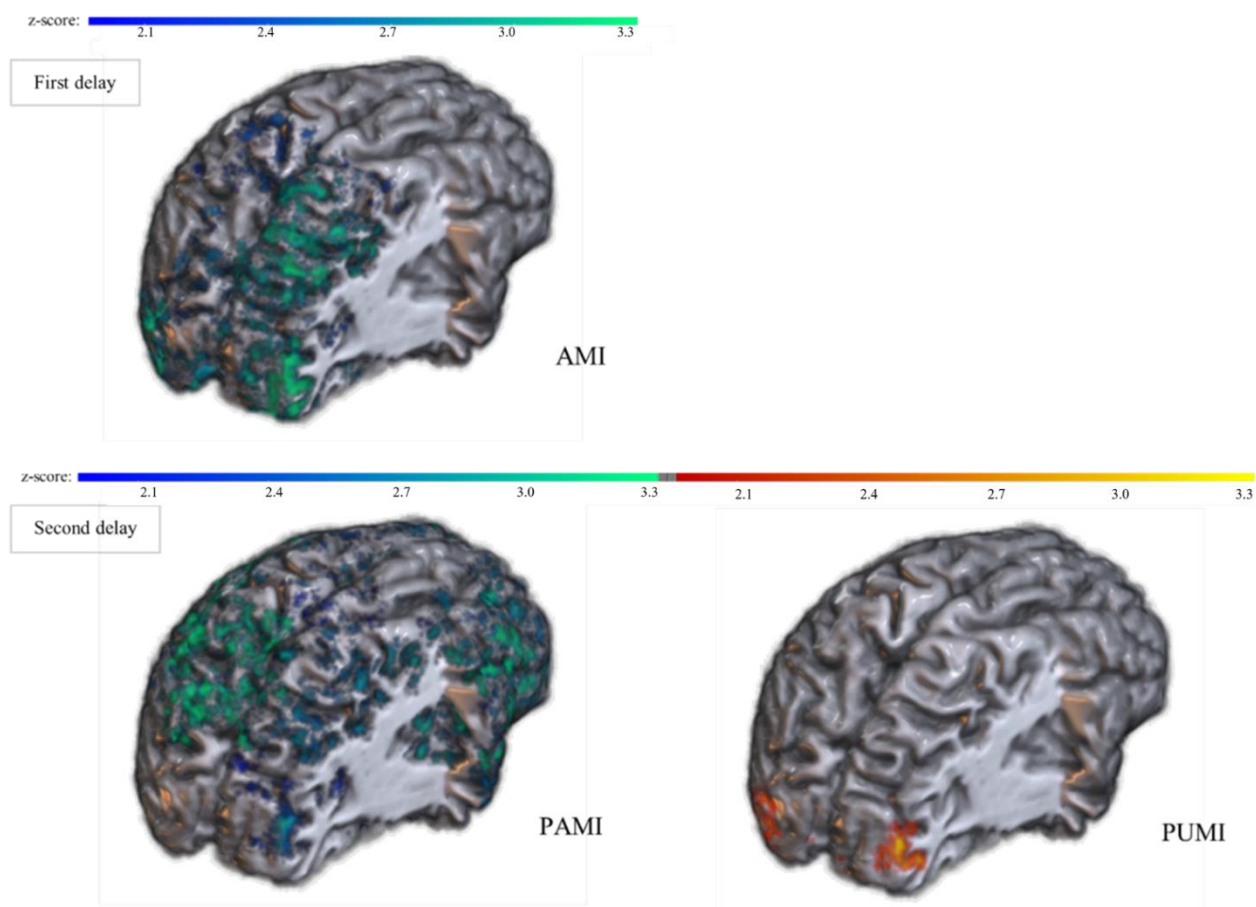 z-score:
2.1 2.4 2.7 3.0 3.3
First delay
AMI
z-score:
2.1 2.4 2.7 3.0 3.3 2.1 2.4 2.7 3.0 3.3
Second delay
PAMI
PUMI